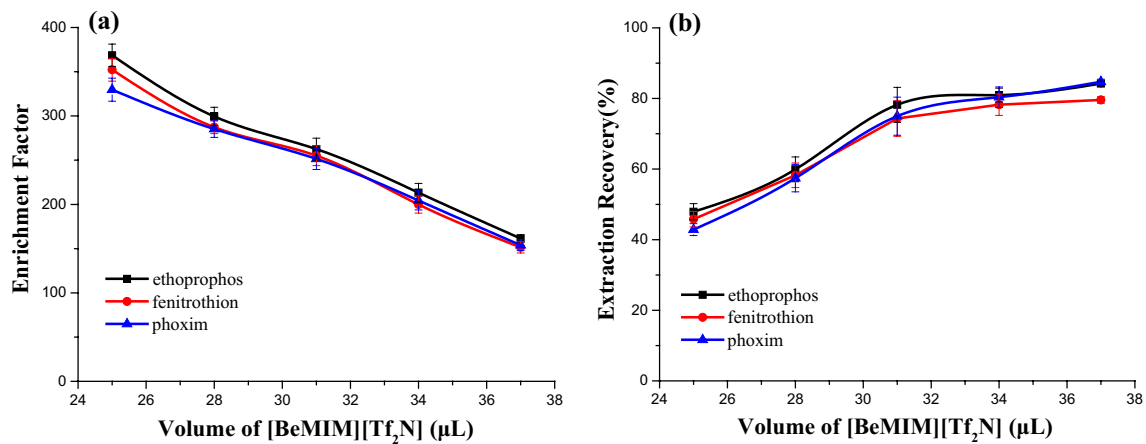 (a)
400
300
200
100
0
Enrichment Factor
ethoprophos
fenitrothion
phoxim
24 26 28 30 32 34 36 38
Volume of [BeMIM][Tf₂N] (μL)
(b)
100
80
60
40
20
0
Extraction Recovery(%)
ethoprophos
fenitrothion
phoxim
24 26 28 30 32 34 36 38
Volume of [BeMIM][Tf₂N] (μL)